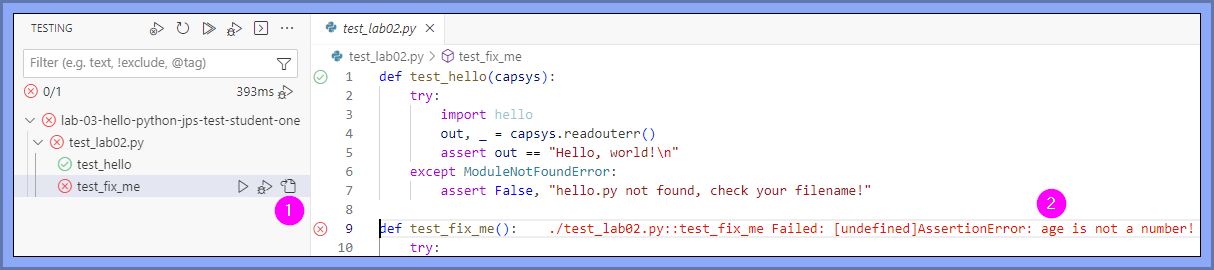 TESTING
Filter (e.g. text, !exclude, @tag)
0/1 393ms
lab-03-hello-python-jps-test-student-one
test_lab02.py
test_hello
test_fix_me
1
test_lab02.py
test_lab02.py > test_fix_me
1 def test_hello(capsys):
2 try:
3 import hello
4 out, _ = capsys.readouterr()
5 assert out == "Hello, world!\n"
6 except ModuleNotFoundError:
7 assert False, "hello.py not found, check your filename!"
8
2
9 def test_fix_me(): ./test_lab02.py::test_fix_me Failed: [undefined]AssertionError: age is not a number!
10 try: